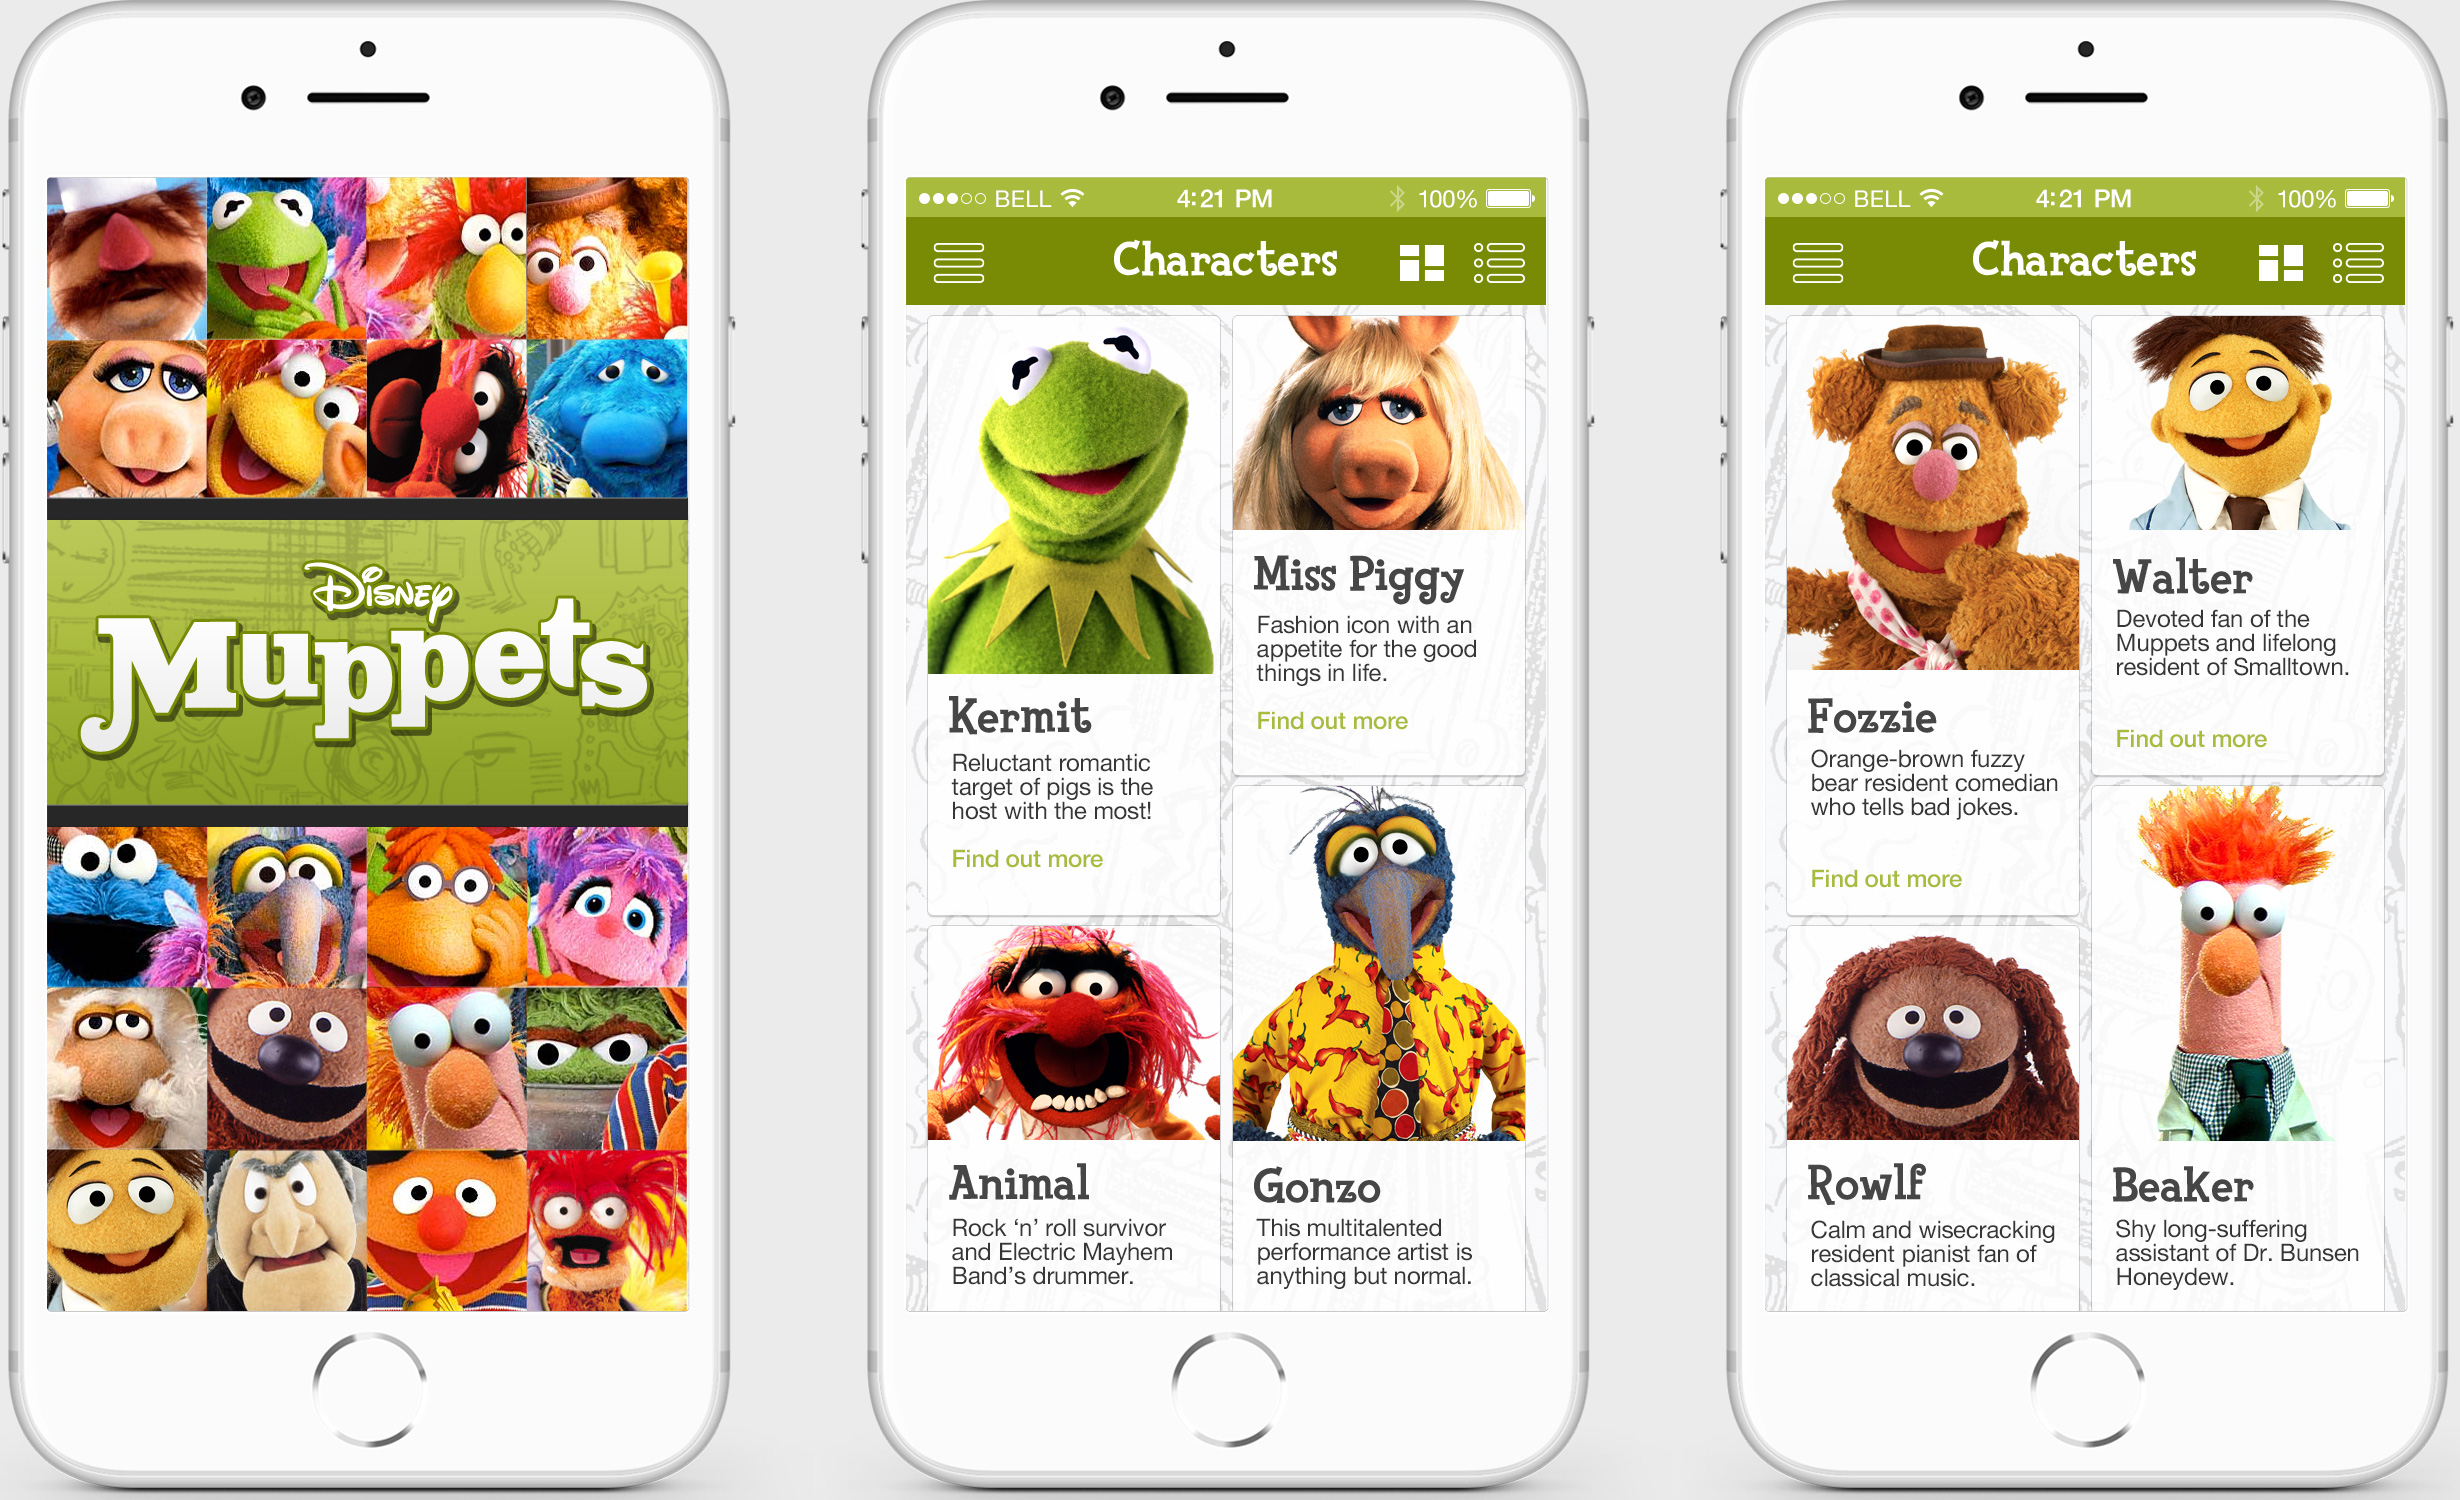 Disney
Muppets
BELL 4:21 PM 100%
Characters
Kermit
Reluctant romantic
target of pigs is the
host with the most!
Find out more
Miss Piggy
Fashion icon with an
appetite for the good
things in life.
Find out more
Animal
Rock ‘n’ roll survivor
and Electric Mayhem
Band’s drummer.
Gonzo
This multitalented
performance artist is
anything but normal.
BELL 4:21 PM 100%
Characters
Fozzie
Orange-brown fuzzy
bear resident comedian
who tells bad jokes.
Find out more
Walter
Devoted fan of the
Muppets and lifelong
resident of Smalltown.
Find out more
Rowlf
Calm and wisecracking
resident pianist fan of
classical music.
Beaker
Shy long-suffering
assistant of Dr. Bunsen
Honeydew.